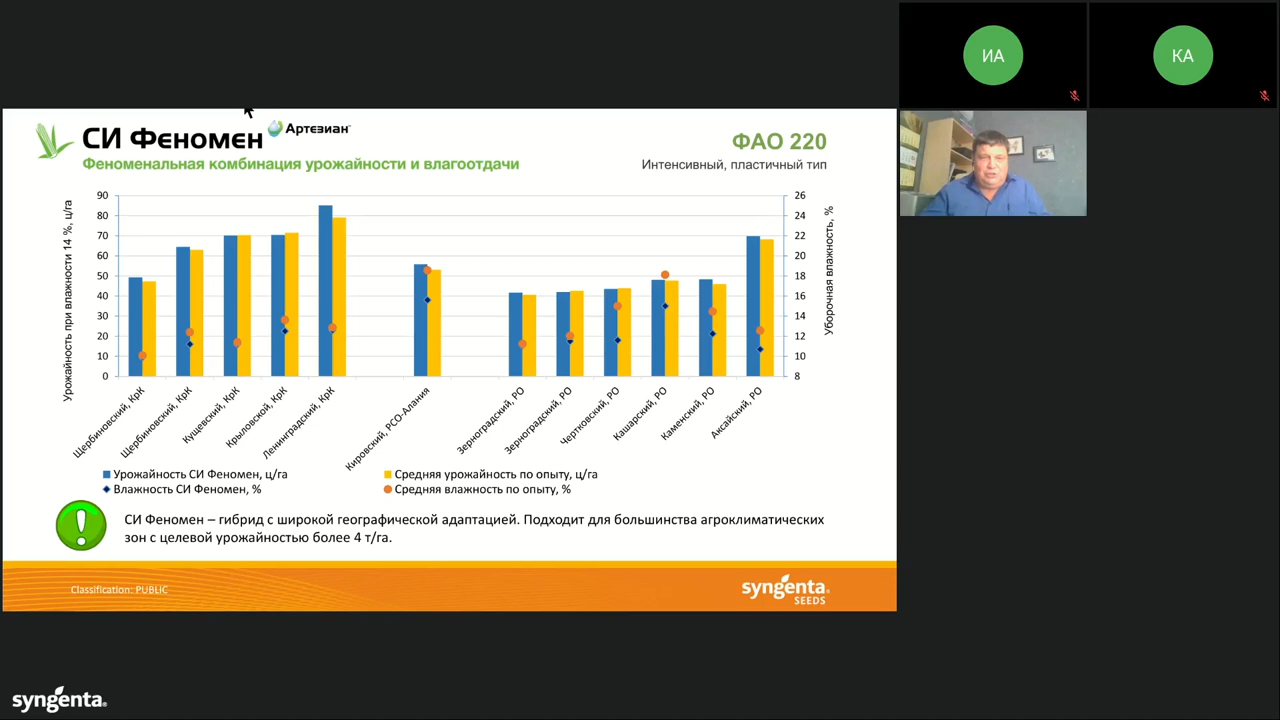 ИА
КА
СИ Феномен
Артезиан
ФАО 220
Феноменальная комбинация урожайности и влагоотдачи
Интенсивный, пластичный тип
Урожайность при влажности 14 %, ц/га
90
80
70
60
50
40
30
20
10
0
26
24
22
20
18
16
14
12
10
8
Уборочная влажность, %
Щербиновский, КрК
Щербиновский, КрК
Кущевский, КрК
Крыловской, КрК
Ленинградский, КрК
Кировский, РСО-Алания
Зерноградский, РО
Зерноградский, РО
Чертковский, РО
Кашарский, РО
Каменский, РО
Аксайский, РО
Урожайность СИ Феномен, ц/га
Средняя урожайность по опыту, ц/га
Влажность СИ Феномен, %
Средняя влажность по опыту, %
СИ Феномен – гибрид с широкой географической адаптацией. Подходит для большинства агроклиматических
зон с целевой урожайностью более 4 т/га.
Classification: PUBLIC
syngenta
SEEDS
syngenta